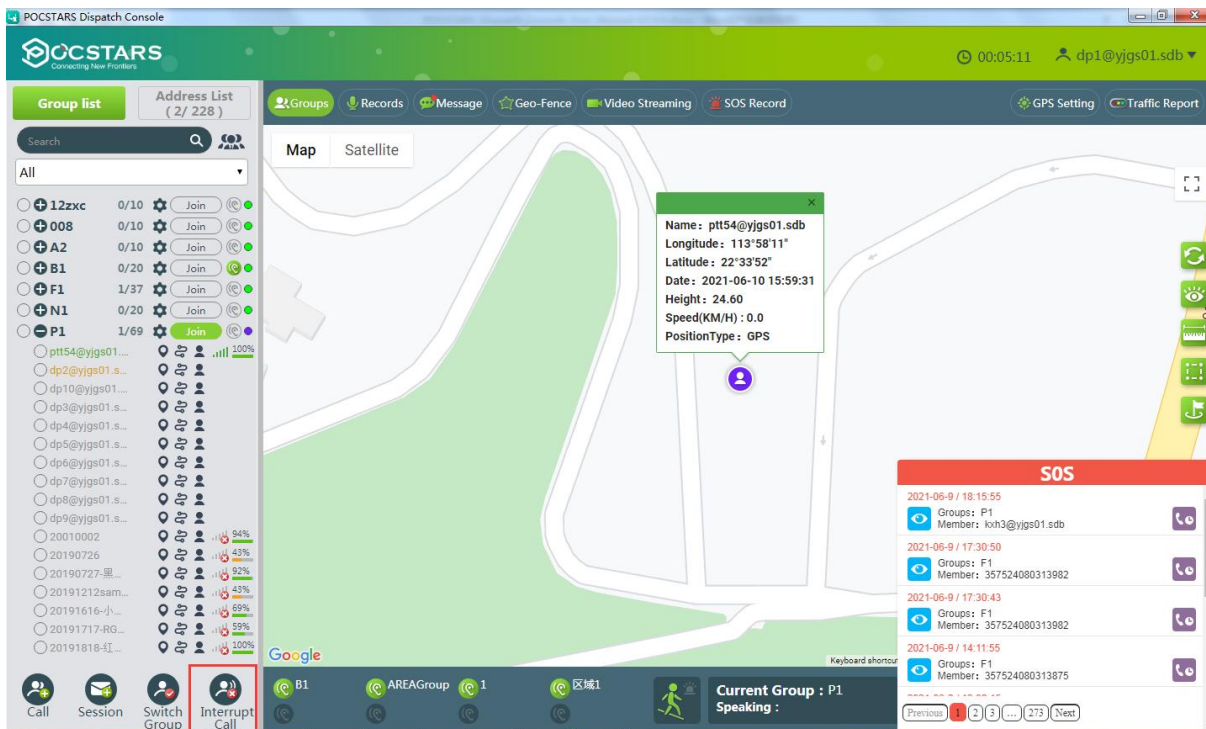 POCSTARS Dispatch Console
POCSTARS
Connecting New Frontiers
00:05:11
dp1@yjgs01.sdb
Group list
Address List
( 2/ 228 )
Groups
Records
Message
Geo-Fence
Video Streaming
SOS Record
GPS Setting
Traffic Report
Search
All
12zxc 0/10 Join
008 0/10 Join
A2 0/10 Join
B1 0/20 Join
F1 1/37 Join
N1 0/20 Join
P1 1/69 Join
ptt54@yjgs01.... 100%
dp2@yjgs01.s...
dp10@yjgs01....
dp3@yjgs01.s...
dp4@yjgs01.s...
dp5@yjgs01.s...
dp6@yjgs01.s...
dp7@yjgs01.s...
dp8@yjgs01.s...
dp9@yjgs01.s...
20010002 94%
20190726 43%
20190727-黑... 92%
20191212sam... 43%
20191616-小... 69%
20191717-RG... 59%
20191818-红... 100%
Call
Session
Switch
Group
Interrupt
Call
Map
Satellite
Name: ptt54@yjgs01.sdb
Longitude: 113°58'11"
Latitude: 22°33'52"
Date: 2021-06-10 15:59:31
Height: 24.60
Speed(KM/H) : 0.0
PositionType: GPS
Google
Keyboard shortcut
SOS
2021-06-9 / 18:15:55
Groups: P1
Member: kxh3@yjgs01.sdb
2021-06-9 / 17:30:50
Groups: F1
Member: 357524080313982
2021-06-9 / 17:30:43
Groups: F1
Member: 357524080313982
2021-06-9 / 14:11:55
Groups: F1
Member: 357524080313875
Previous 1 2 3 ... 273 Next
B1
AREAGroup
1
区域1
Current Group : P1
Speaking :